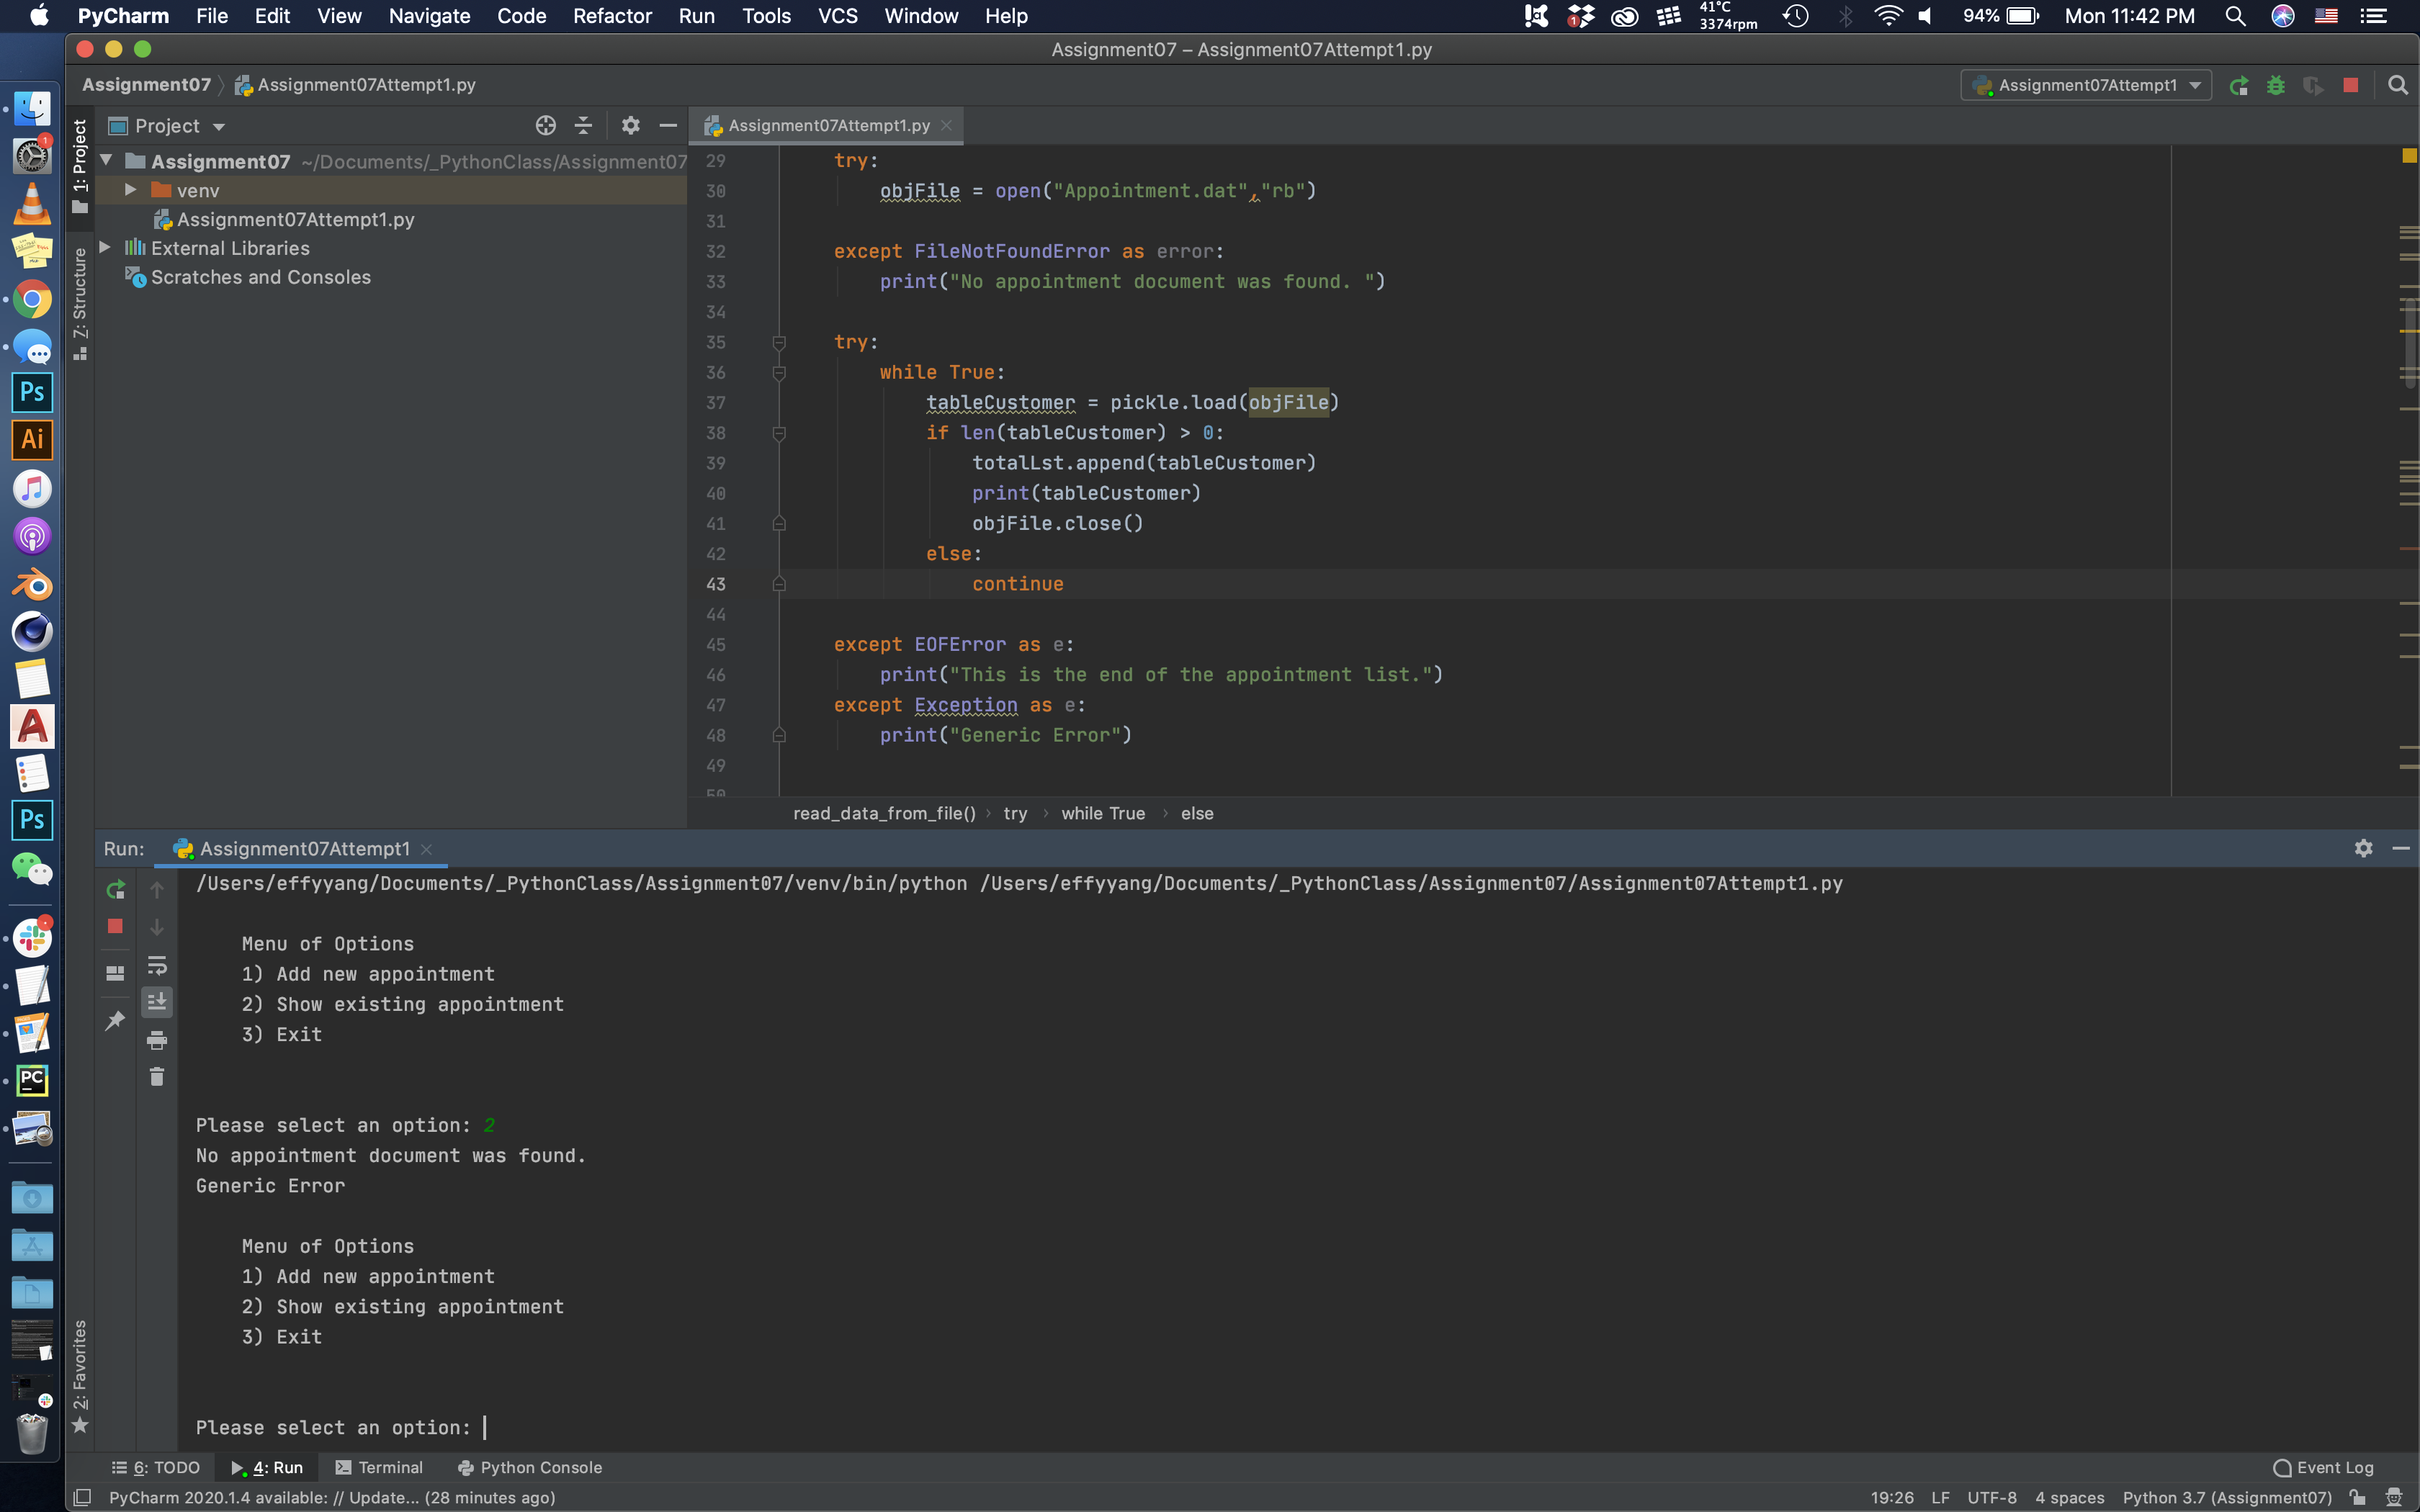 PyCharm File Edit View Navigate Code Refactor Run Tools VCS Window Help 1 41°C 3374rpm 94% Mon 11:42 PM
Assignment07 – Assignment07Attempt1.py
Assignment07 Assignment07Attempt1.py Assignment07Attempt1
1: Project
Project
Assignment07 ~/Documents/_PythonClass/Assignment07
venv
Assignment07Attempt1.py
External Libraries
Scratches and Consoles
7: Structure
Assignment07Attempt1.py
29 try:
30 objFile = open("Appointment.dat","rb")
31
32 except FileNotFoundError as error:
33 print("No appointment document was found. ")
34
35 try:
36 while True:
37 tableCustomer = pickle.load(objFile)
38 if len(tableCustomer) > 0:
39 totalLst.append(tableCustomer)
40 print(tableCustomer)
41 objFile.close()
42 else:
43 continue
44
45 except EOFError as e:
46 print("This is the end of the appointment list.")
47 except Exception as e:
48 print("Generic Error")
49
50
read_data_from_file() › try › while True › else
Run: Assignment07Attempt1
/Users/effyyang/Documents/_PythonClass/Assignment07/venv/bin/python /Users/effyyang/Documents/_PythonClass/Assignment07/Assignment07Attempt1.py
Menu of Options
1) Add new appointment
2) Show existing appointment
3) Exit
Please select an option: 2
No appointment document was found.
Generic Error
Menu of Options
1) Add new appointment
2) Show existing appointment
3) Exit
Please select an option:
2: Favorites
6: TODO 4: Run Terminal Python Console Event Log
PyCharm 2020.1.4 available: // Update... (28 minutes ago) 19:26 LF UTF-8 4 spaces Python 3.7 (Assignment07)
1
Ps
Ai
Ps
PC